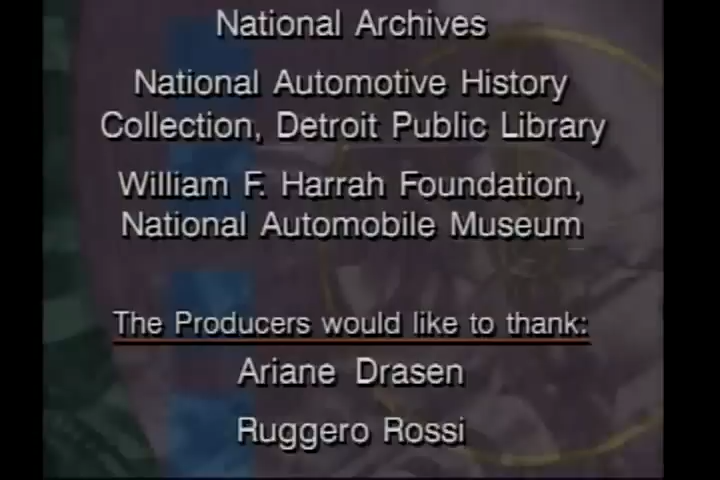 National Archives
National Automotive History
Collection, Detroit Public Library
William F. Harrah Foundation,
National Automobile Museum
The Producers would like to thank:
Ariane Drasen
Ruggero Rossi